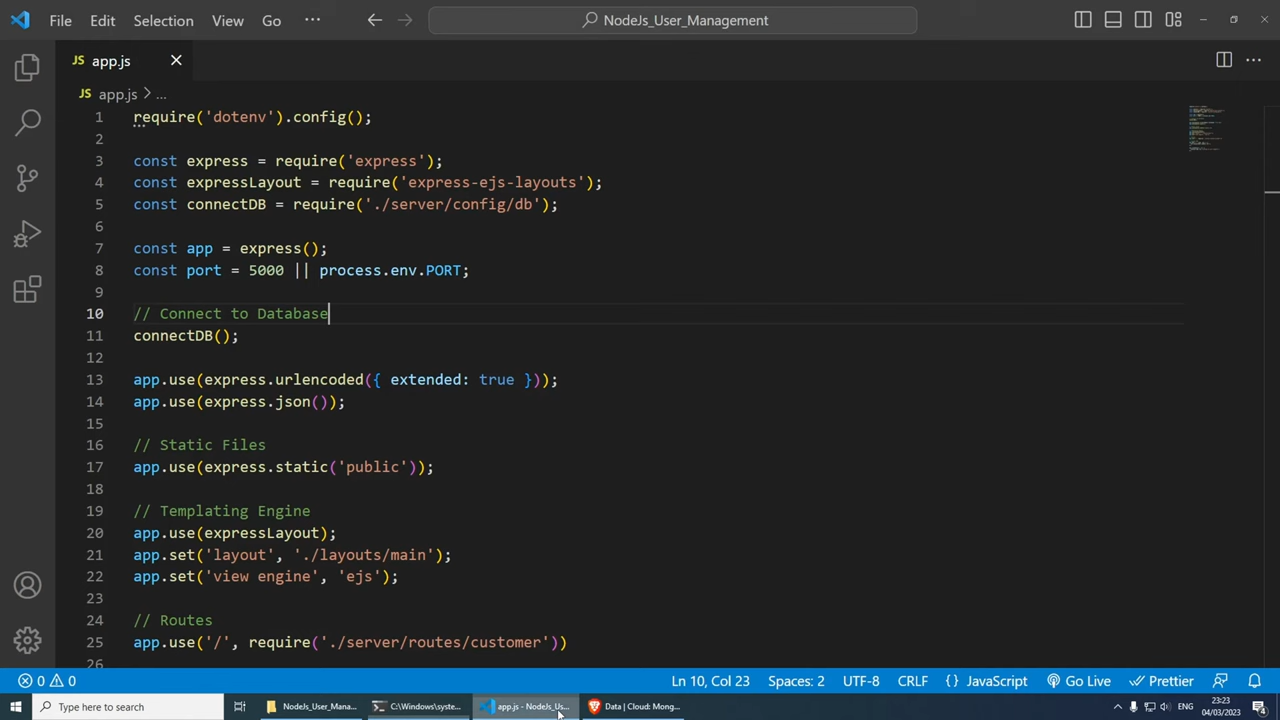 File Edit Selection View Go ··· NodeJs_User_Management
JS app.js
JS app.js > ...
1 require('dotenv').config();
2
3 const express = require('express');
4 const expressLayout = require('express-ejs-layouts');
5 const connectDB = require('./server/config/db');
6
7 const app = express();
8 const port = 5000 || process.env.PORT;
9
10 // Connect to Database
11 connectDB();
12
13 app.use(express.urlencoded({ extended: true }));
14 app.use(express.json());
15
16 // Static Files
17 app.use(express.static('public'));
18
19 // Templating Engine
20 app.use(expressLayout);
21 app.set('layout', './layouts/main');
22 app.set('view engine', 'ejs');
23
24 // Routes
25 app.use('/', require('./server/routes/customer'))
26
0 0 Ln 10, Col 23 Spaces: 2 UTF-8 CRLF {} JavaScript Go Live Prettier
Type here to search NodeJs_User_Mana... C:\Windows\syste... app.js - NodeJs_Us... Data | Cloud: Mong... ENG 23:23
04/03/2023